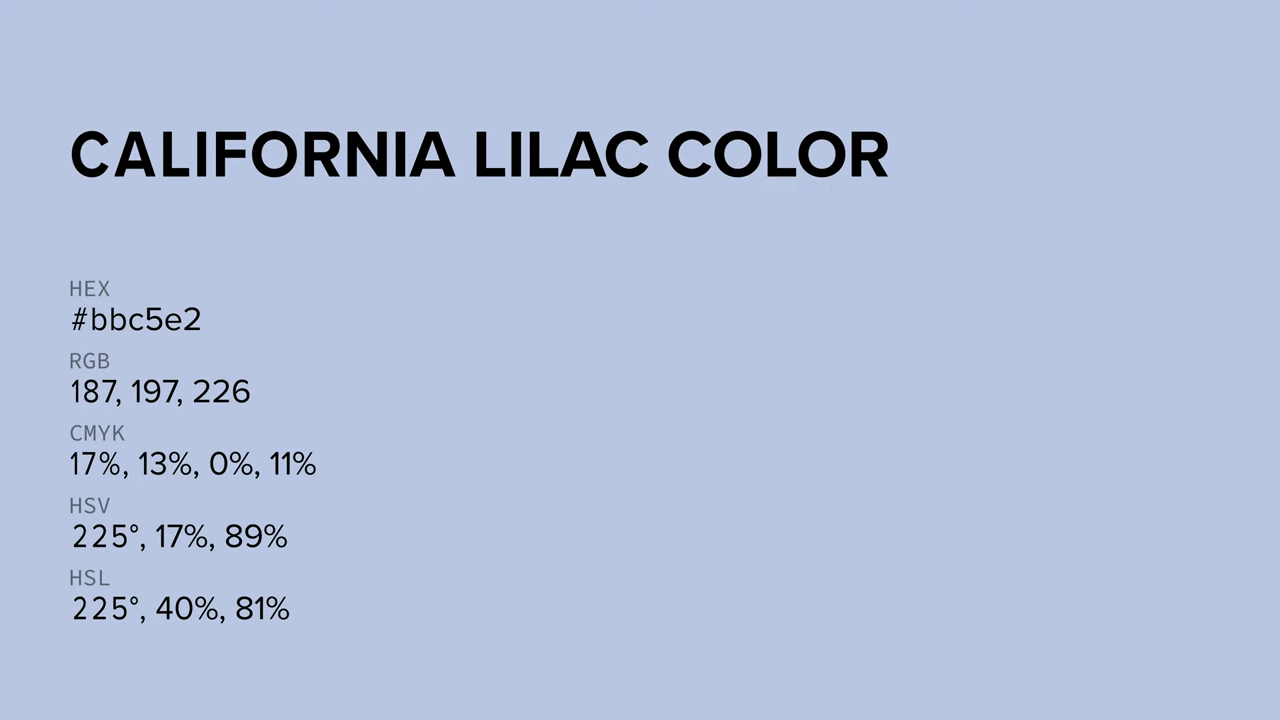 CALIFORNIA LILAC COLOR
HEX
#bbc5e2
RGB
187, 197, 226
CMYK
17%, 13%, 0%, 11%
HSV
225°, 17%, 89%
HSL
225°, 40%, 81%